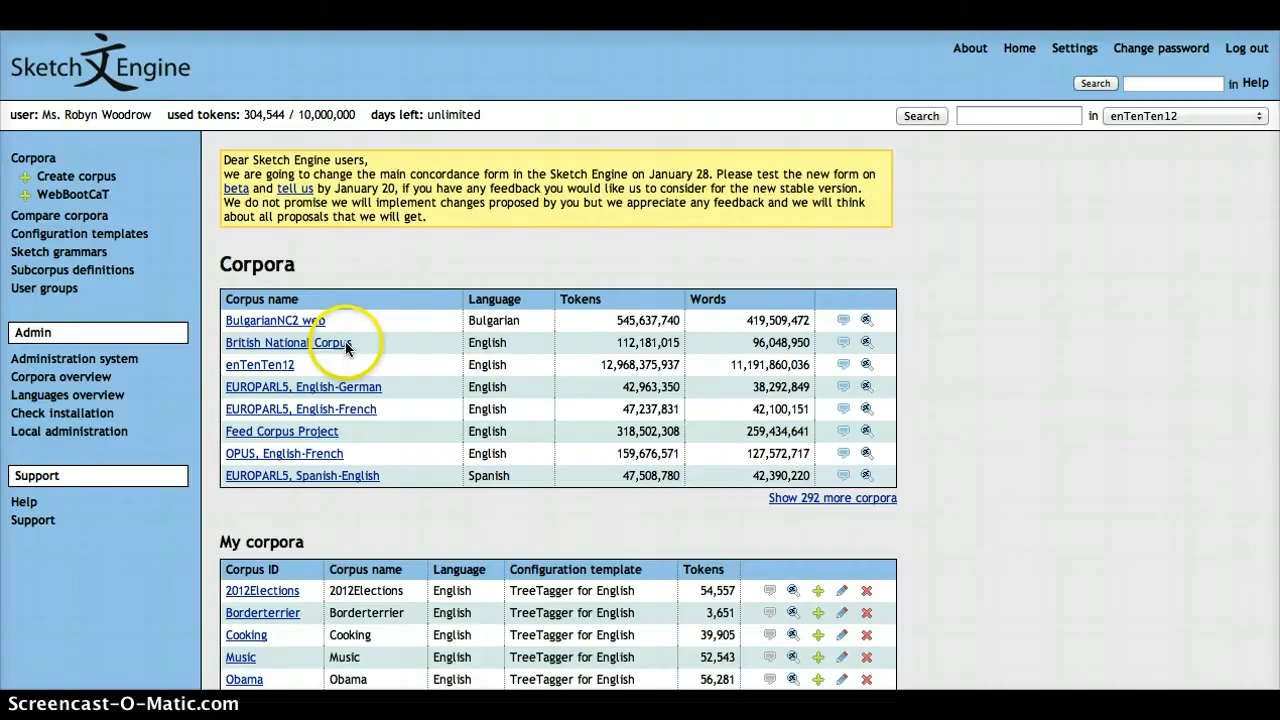 Sketch 文 Engine
About Home Settings Change password Log out
Search in Help
user: Ms. Robyn Woodrow used tokens: 304,544 / 10,000,000 days left: unlimited Search in enTenTen12
Corpora
Create corpus
WebBootCaT
Compare corpora
Configuration templates
Sketch grammars
Subcorpus definitions
User groups
Admin
Administration system
Corpora overview
Languages overview
Check installation
Local administration
Support
Help
Support
Dear Sketch Engine users,
we are going to change the main concordance form in the Sketch Engine on January 28. Please test the new form on
beta and tell us by January 20, if you have any feedback you would like us to consider for the new stable version.
We do not promise we will implement changes proposed by you but we appreciate any feedback and we will think
about all proposals that we will get.
Corpora
Corpus name Language Tokens Words
BulgarianNC2 web Bulgarian 545,637,740 419,509,472
British National Corpus English 112,181,015 96,048,950
enTenTen12 English 12,968,375,937 11,191,860,036
EUROPARL5, English-German English 42,963,350 38,292,849
EUROPARL5, English-French English 47,237,831 42,100,151
Feed Corpus Project English 318,502,308 259,434,641
OPUS, English-French English 159,676,571 127,572,717
EUROPARL5, Spanish-English Spanish 47,508,780 42,390,220
Show 292 more corpora
My corpora
Corpus ID Corpus name Language Configuration template Tokens
2012Elections 2012Elections English TreeTagger for English 54,557
Borderterrier Borderterrier English TreeTagger for English 3,651
Cooking Cooking English TreeTagger for English 39,905
Music Music English TreeTagger for English 52,543
Obama Obama English TreeTagger for English 56,281
Screencast-O-Matic.com